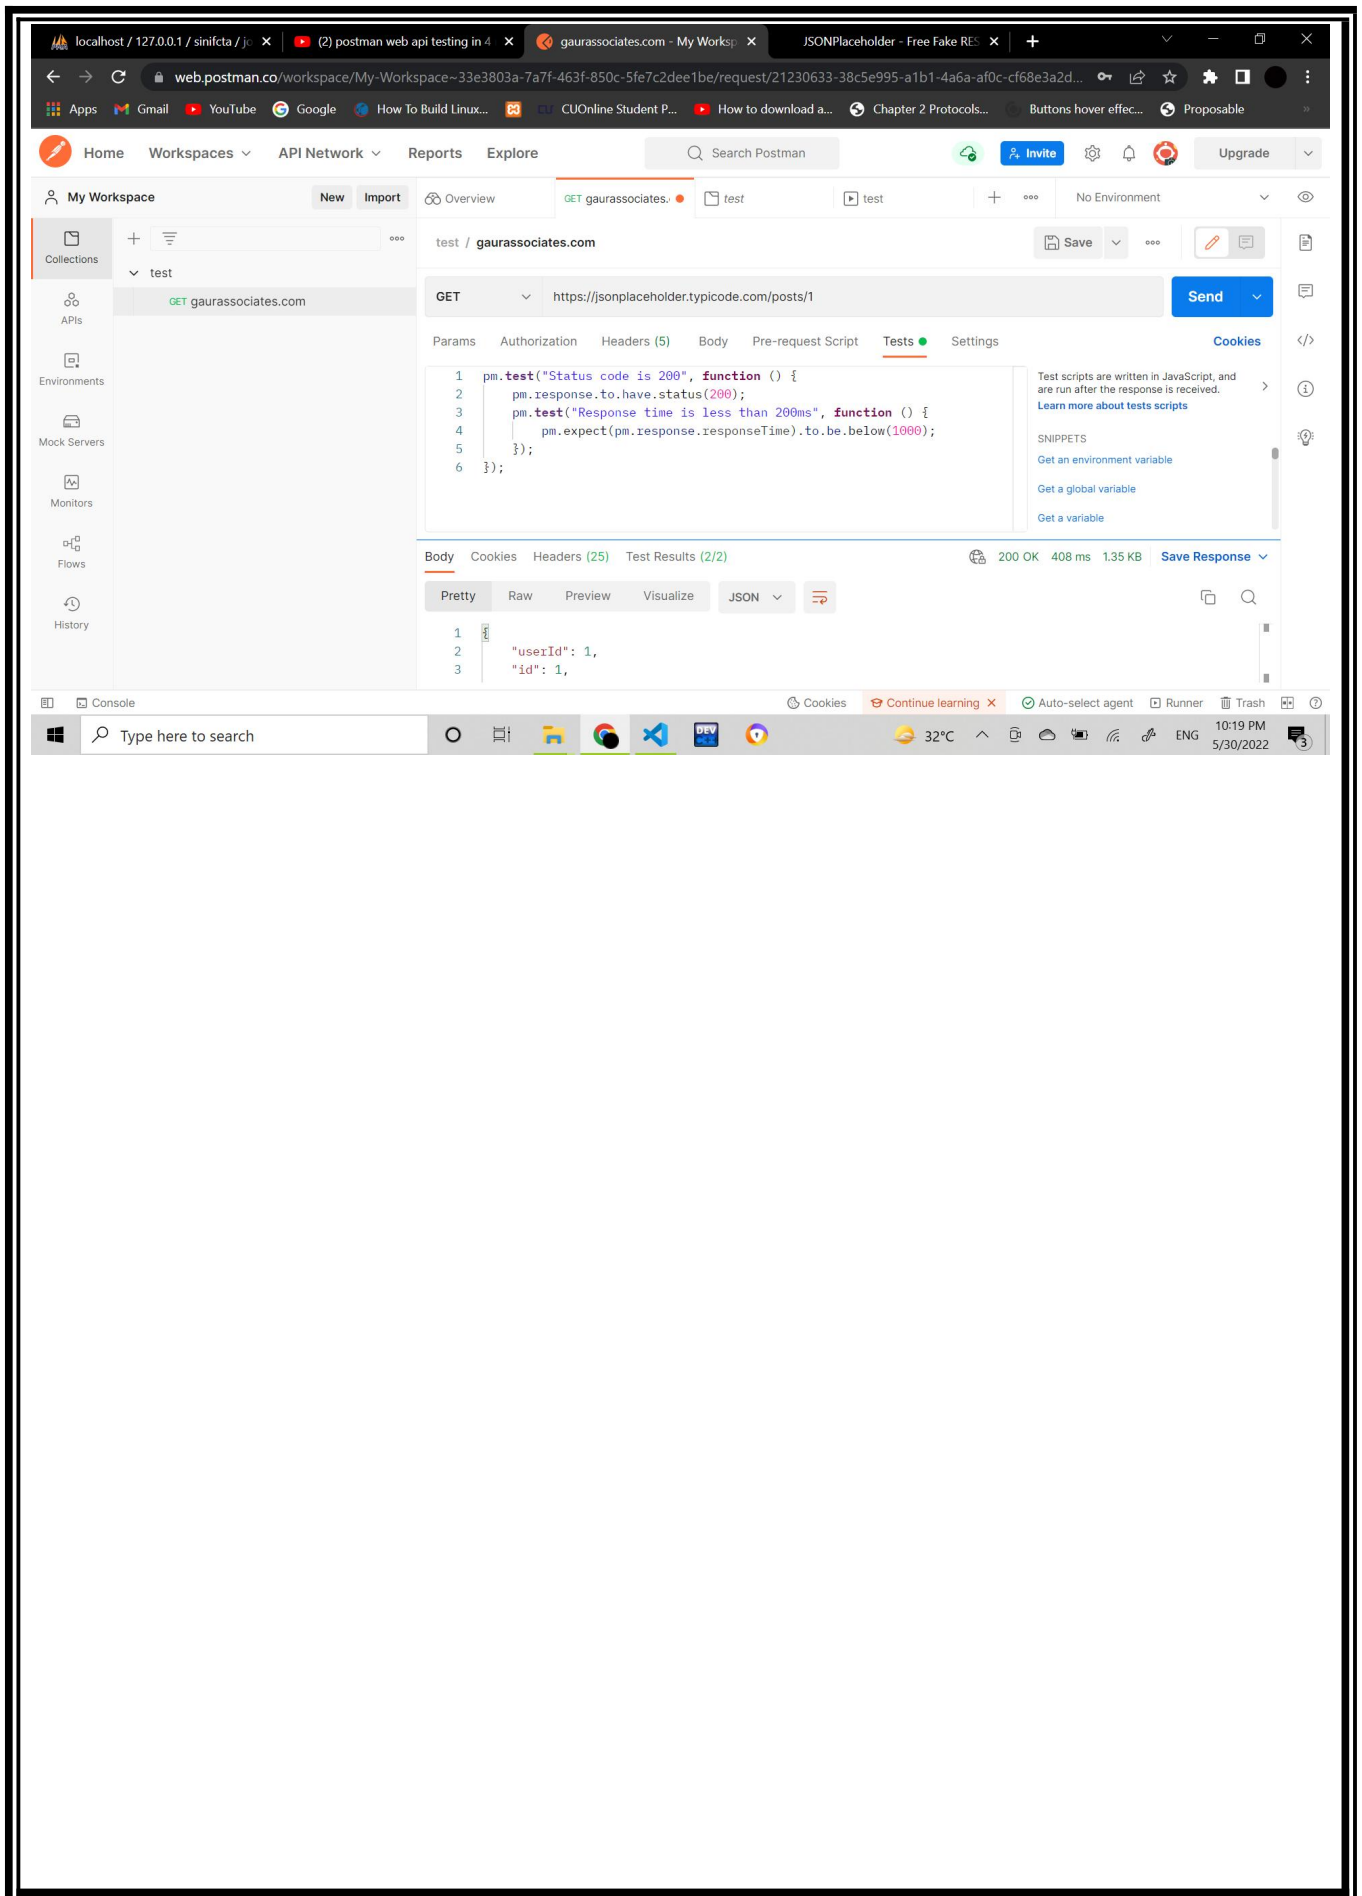 localhost / 127.0.0.1 / sinifcta / jo
(2) postman web api testing in 4
gaurassociates.com - My Worksp
JSONPlaceholder - Free Fake RES
web.postman.co/workspace/My-Workspace~33e3803a-7a7f-463f-850c-5fe7c2dee1be/request/21230633-38c5e995-a1b1-4a6a-af0c-cf68e3a2d...
Apps Gmail YouTube Google How To Build Linux... CUOnline Student P... How to download a... Chapter 2 Protocols... Buttons hover effec... Proposable
Home Workspaces API Network Reports Explore Search Postman Invite Upgrade
My Workspace New Import Overview GET gaurassociates. test test No Environment
Collections
test / gaurassociates.com Save
test
GET gaurassociates.com
GET https://jsonplaceholder.typicode.com/posts/1 Send
APIs
Params Authorization Headers (5) Body Pre-request Script Tests Settings Cookies
Environments
Mock Servers
Monitors
Flows
History
1 pm.test("Status code is 200", function () {
2 pm.response.to.have.status(200);
3 pm.test("Response time is less than 200ms", function () {
4 pm.expect(pm.response.responseTime).to.be.below(1000);
5 });
6 });
Test scripts are written in JavaScript, and
are run after the response is received.
Learn more about tests scripts
SNIPPETS
Get an environment variable
Get a global variable
Get a variable
Body Cookies Headers (25) Test Results (2/2) 200 OK 408 ms 1.35 KB Save Response
Pretty Raw Preview Visualize JSON
1 {
2 "userId": 1,
3 "id": 1,
Console Cookies Continue learning Auto-select agent Runner Trash
Type here to search DEV 32°C ENG 10:19 PM
5/30/2022
3